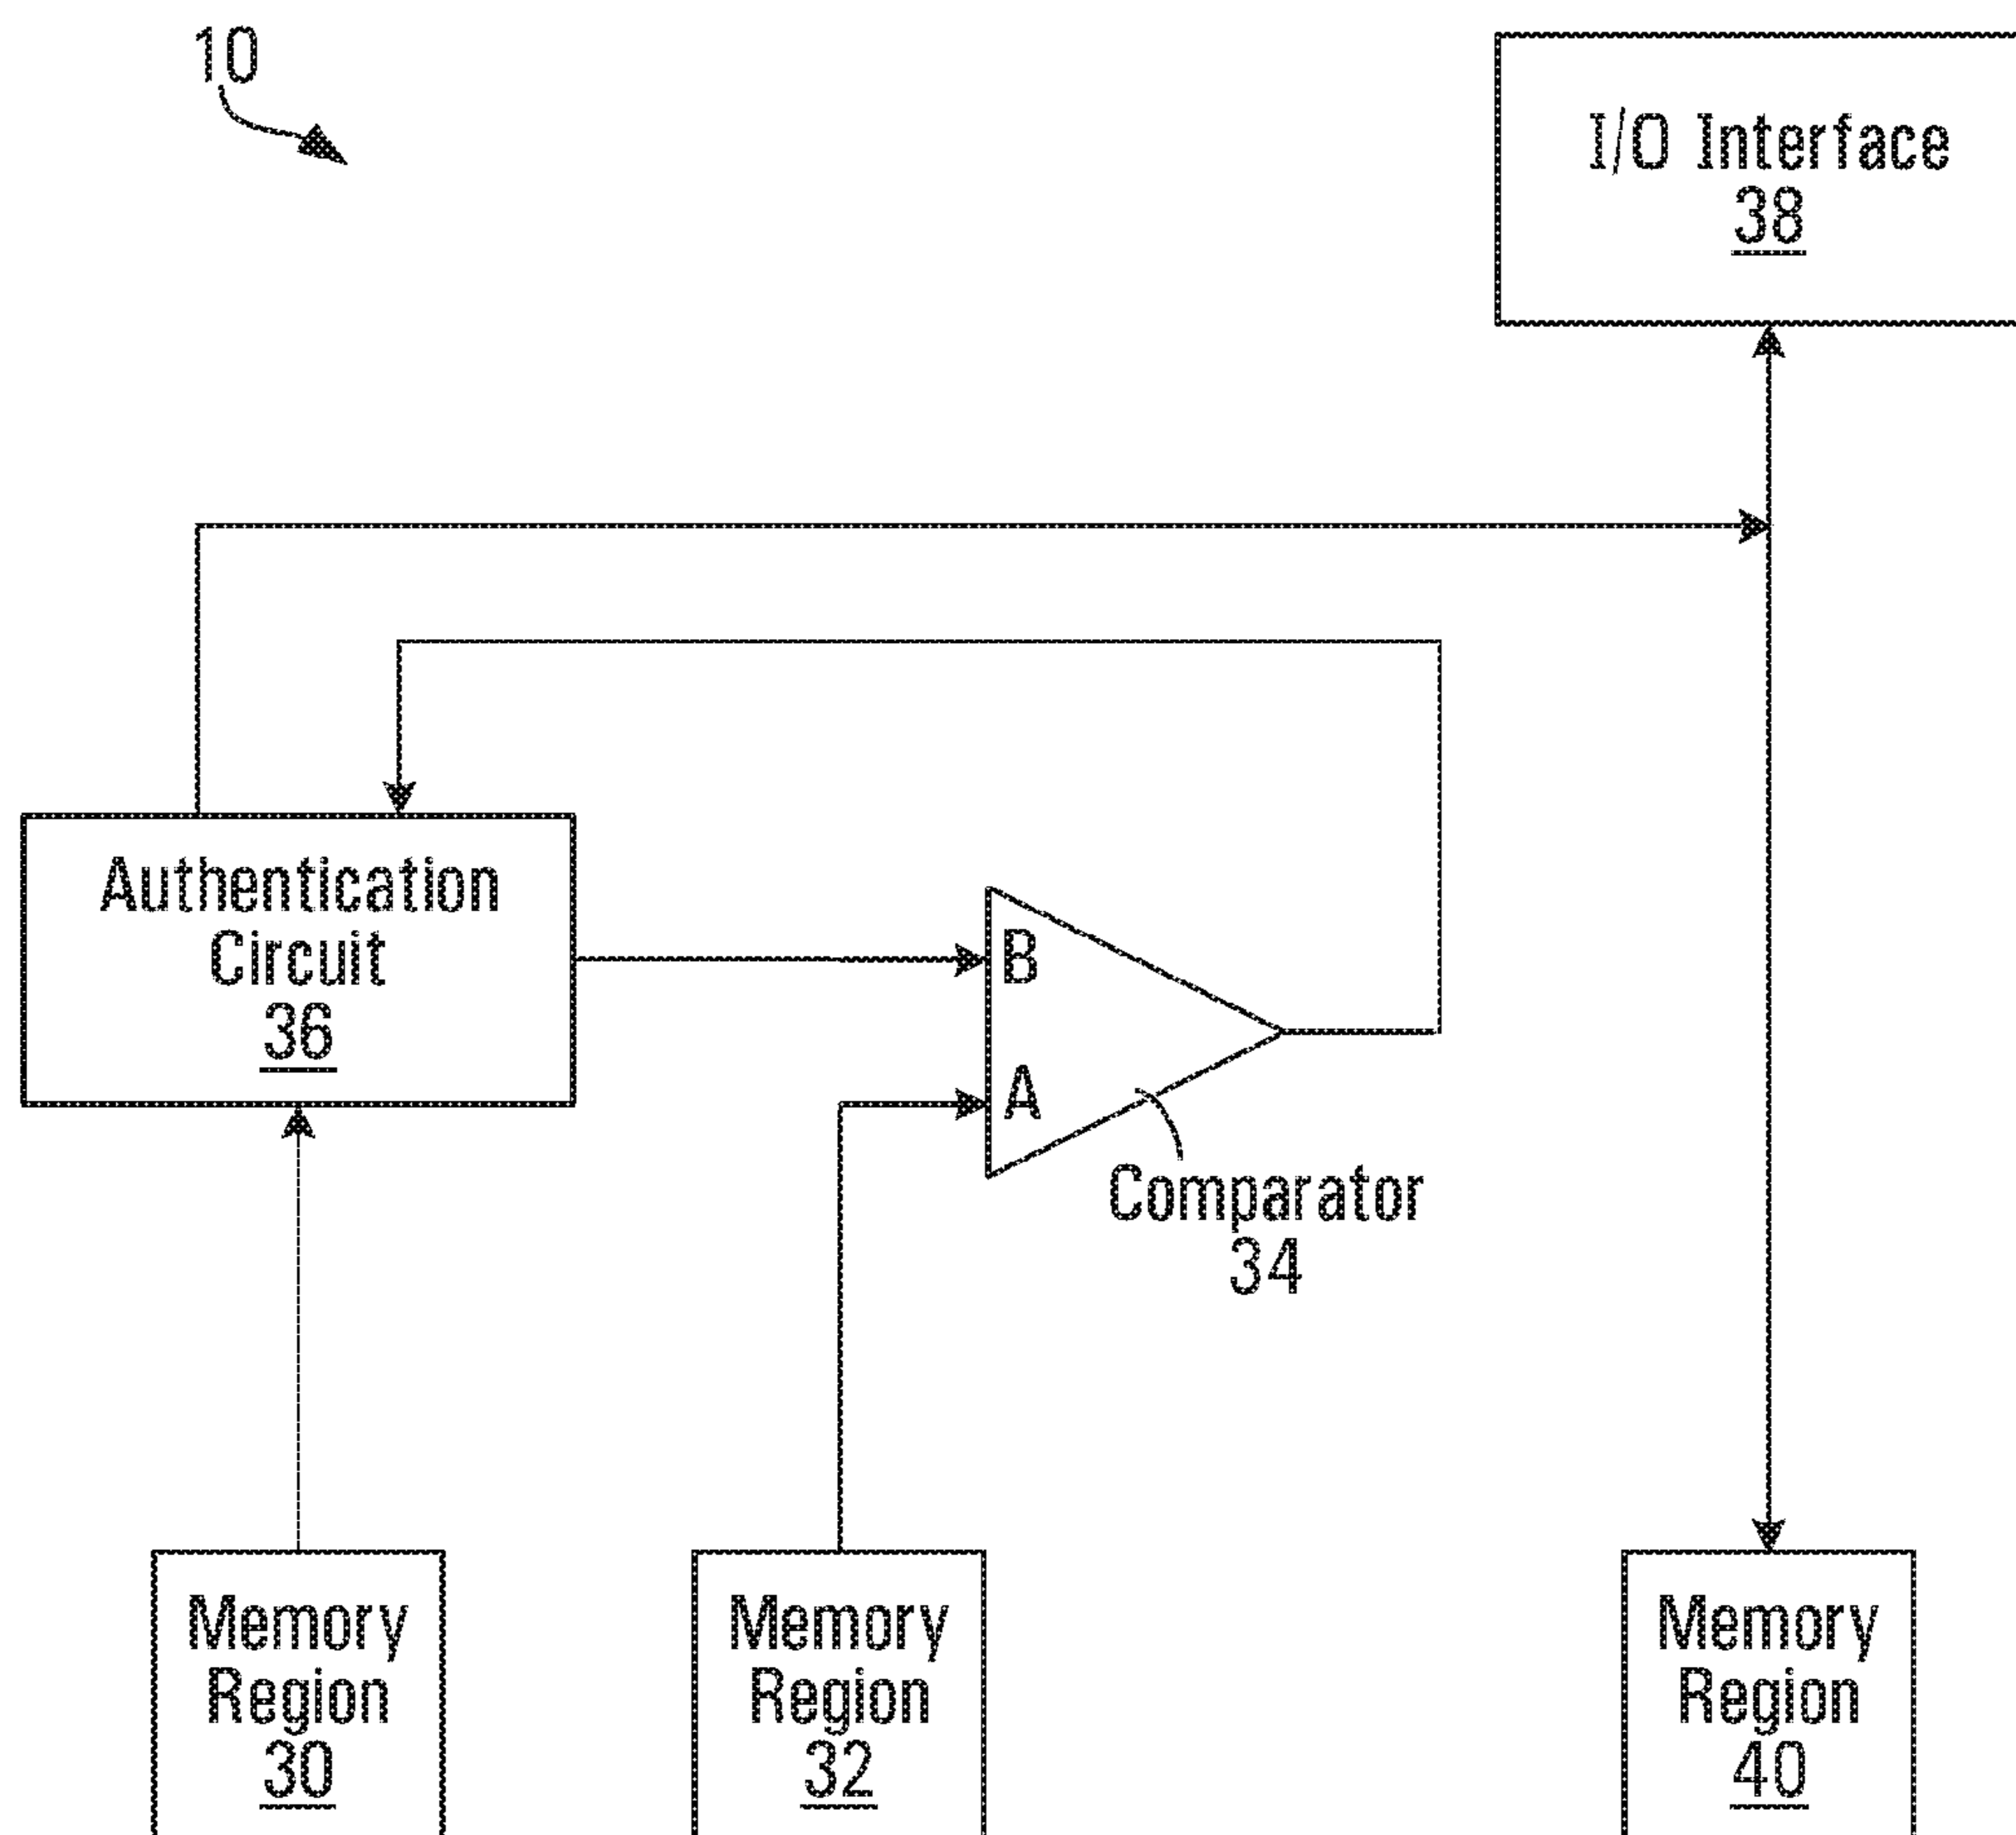 10
I/O Interface
38
Authentication
Circuit
36
B
A
Comparator
34
Memory
Region
30
Memory
Region
32
Memory
Region
40